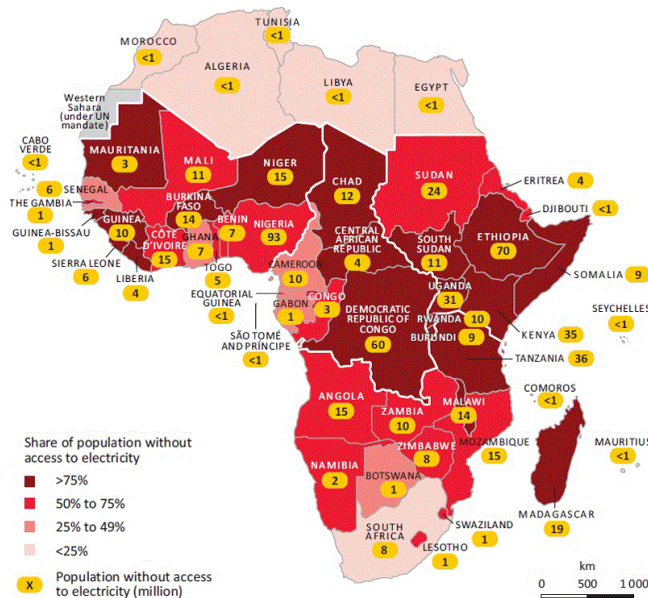 TUNISIA
<1
MOROCCO
<1
ALGERIA
<1
LIBYA
<1
EGYPT
<1
Western
Sahara
(under UN
mandate)
CABO
VERDE
<1
MAURITANIA
3
MALI
11
NIGER
15
CHAD
12
SUDAN
24
ERITREA 4
DJIBOUTI <1
6 SENEGAL
THE GAMBIA
1
GUINEA-BISSAU
1
GUINEA
10
SIERRA LEONE
6
LIBERIA
4
CÔTE
D'IVOIRE
15
BURKINA
FASO
14
GHANA
7
TOGO
5
BENIN
7
NIGERIA
93
CAMEROON
10
CENTRAL
AFRICAN
REPUBLIC
4
SOUTH
SUDAN
11
ETHIOPIA
70
SOMALIA 9
EQUATORIAL
GUINEA
<1
SÃO TOMÉ
AND PRÍNCIPE
<1
GABON
1
CONGO
3
DEMOCRATIC
REPUBLIC OF
CONGO
60
UGANDA
31
RWANDA 10
BURUNDI 9
KENYA 35
TANZANIA 36
SEYCHELLES
<1
COMOROS
<1
ANGOLA
15
ZAMBIA
10
MALAWI
14
MOZAMBIQUE
15
ZIMBABWE
8
NAMIBIA
2
BOTSWANA
1
SOUTH
AFRICA
8
SWAZILAND
1
LESOTHO
1
MADAGASCAR
19
MAURITIUS
<1
Share of population without
access to electricity
>75%
50% to 75%
25% to 49%
<25%
X Population without access
to electricity (million)
km
0 500 1 000